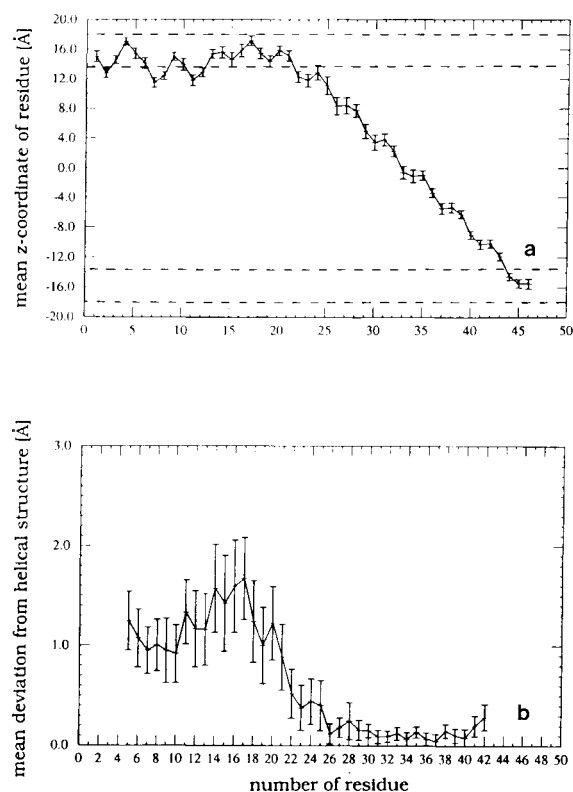 20.0
16.0
12.0
8.0
4.0
0.0
-4.0
-8.0
-12.0
-16.0
-20.0
mean z-coordinate of residue [Å]
a
0 5 10 15 20 25 30 35 40 45 50
3.0
2.0
1.0
0.0
mean deviation from helical structure [Å]
b
0 2 4 6 8 10 12 14 16 18 20 22 24 26 28 30 32 34 36 38 40 42 44 46 48 50
number of residue